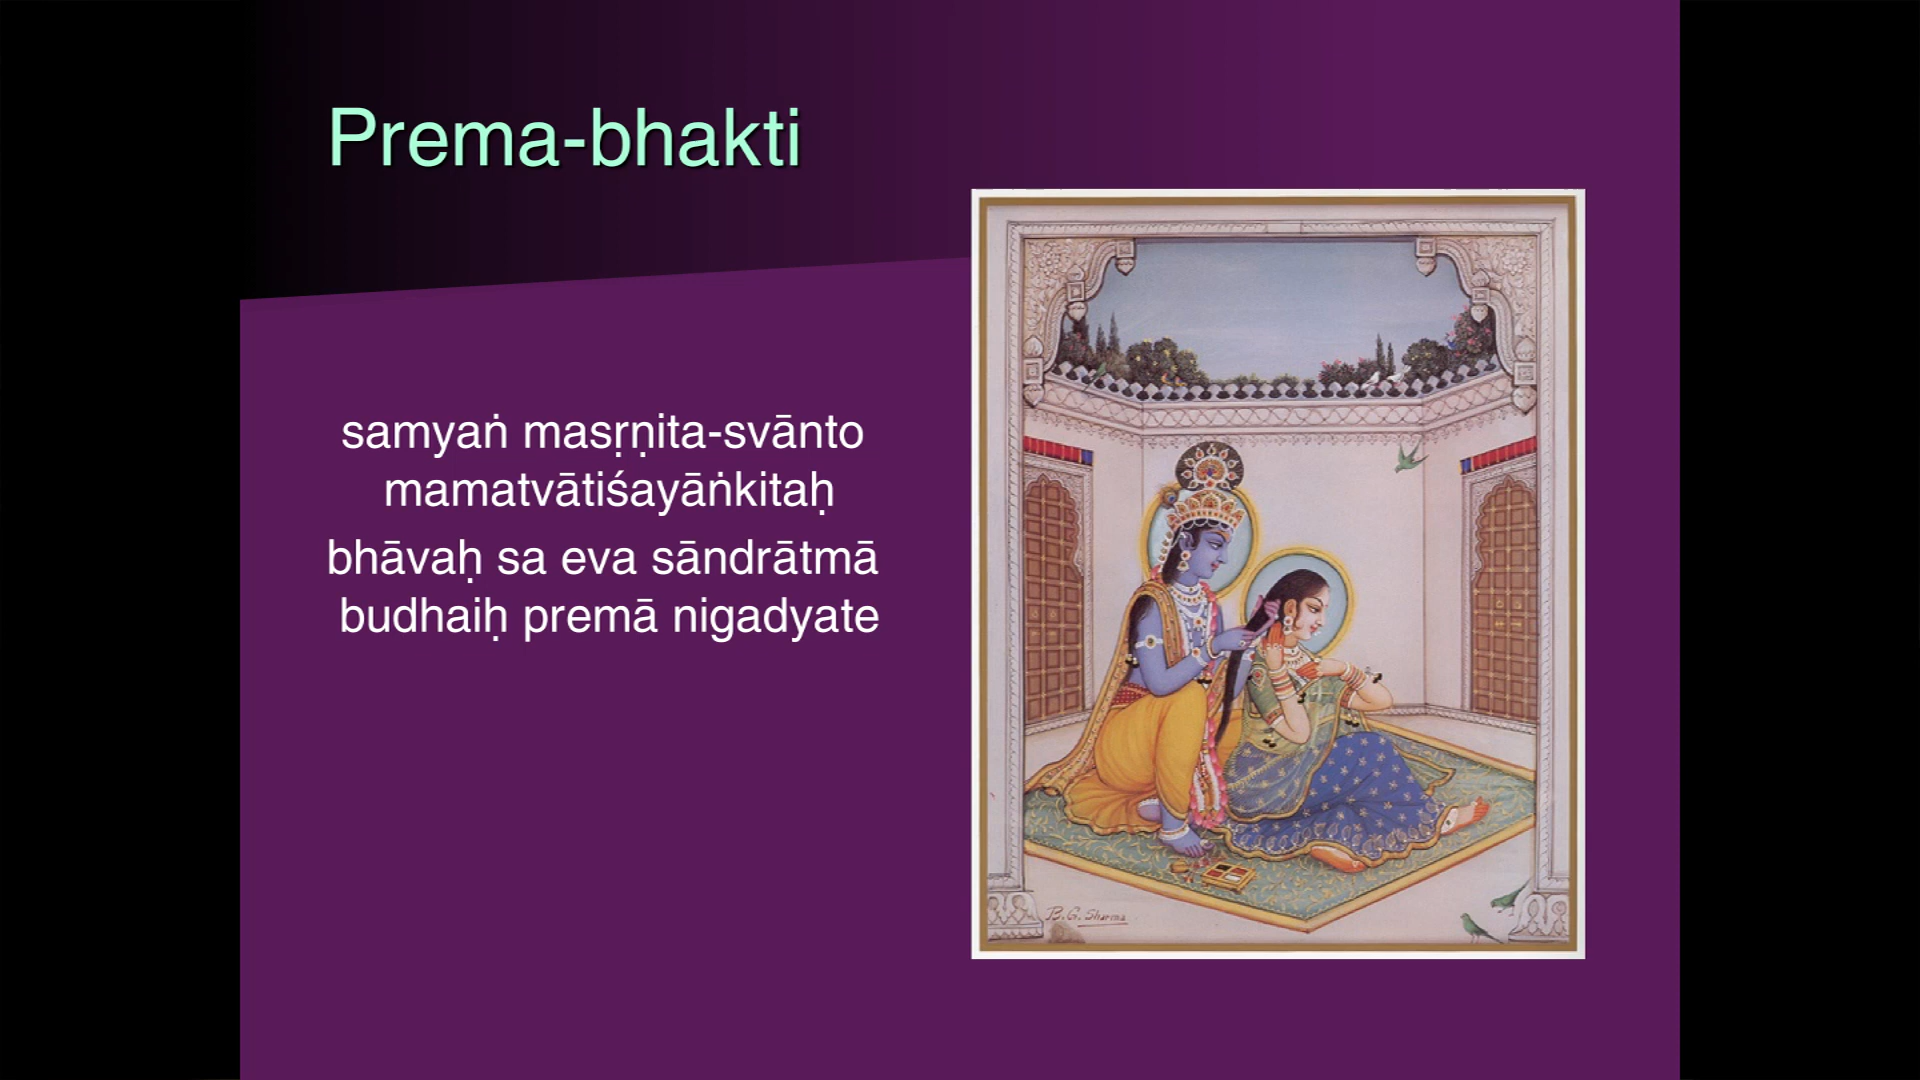 Prema-bhakti
samyaṅ masṛṇita-svānto
mamatvātiśayāṅkitaḥ
bhāvaḥ sa eva sāndrātmā
budhaiḥ premā nigadyate
B.G. Sharma